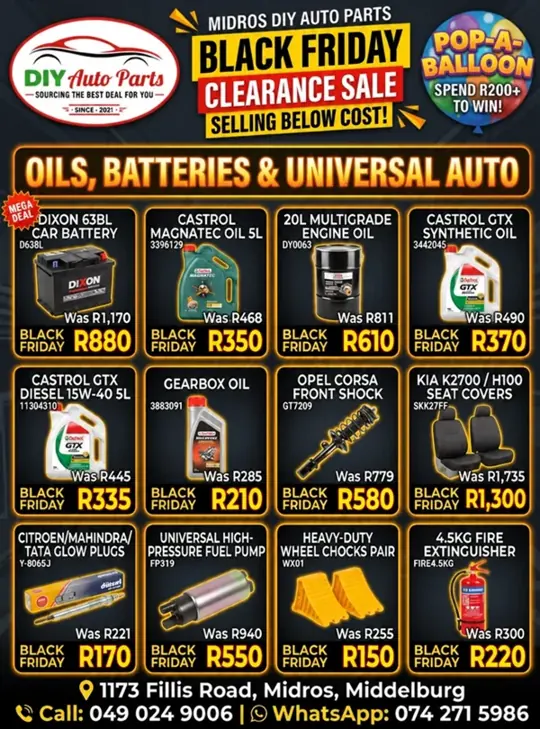 DIY Auto Parts
SOURCING THE BEST DEAL FOR YOU
- SINCE - 2021 -
MIDROS DIY AUTO PARTS
BLACK FRIDAY
CLEARANCE SALE
SELLING BELOW COST!
POP-A-
BALLOON
SPEND R200+
TO WIN!
OILS, BATTERIES & UNIVERSAL AUTO
MEGA
DEAL
DIXON 63BL
CAR BATTERY
D638L
DIXON
Was R1,170
BLACK
FRIDAY
R880
CASTROL
MAGNATEC OIL 5L
3396129
Castrol
MAGNATEC
Was R468
BLACK
FRIDAY
R350
20L MULTIGRADE
ENGINE OIL
DY0063
Was R811
BLACK
FRIDAY
R610
CASTROL GTX
SYNTHETIC OIL
3442045
Castrol
GTX
Was R490
BLACK
FRIDAY
R370
CASTROL GTX
DIESEL 15W-40 5L
11304310
Castrol
GTX
Was R445
BLACK
FRIDAY
R335
GEARBOX OIL
3883091
Was R285
BLACK
FRIDAY
R210
OPEL CORSA
FRONT SHOCK
GT7209
Was R779
BLACK
FRIDAY
R580
KIA K2700 / H100
SEAT COVERS
SKK27FF
Was R1,735
BLACK
FRIDAY
R1,300
CITROEN/MAHINDRA/
TATA GLOW PLUGS
Y-8065J
Was R221
BLACK
FRIDAY
R170
UNIVERSAL HIGH-
PRESSURE FUEL PUMP
FP319
Was R940
BLACK
FRIDAY
R550
HEAVY-DUTY
WHEEL CHOCKS PAIR
WX01
Was R255
BLACK
FRIDAY
R150
4.5KG FIRE
EXTINGUISHER
FIRE4.5KG
Was R300
BLACK
FRIDAY
R220
1173 Fillis Road, Midros, Middelburg
Call: 049 024 9006 | WhatsApp: 074 271 5986